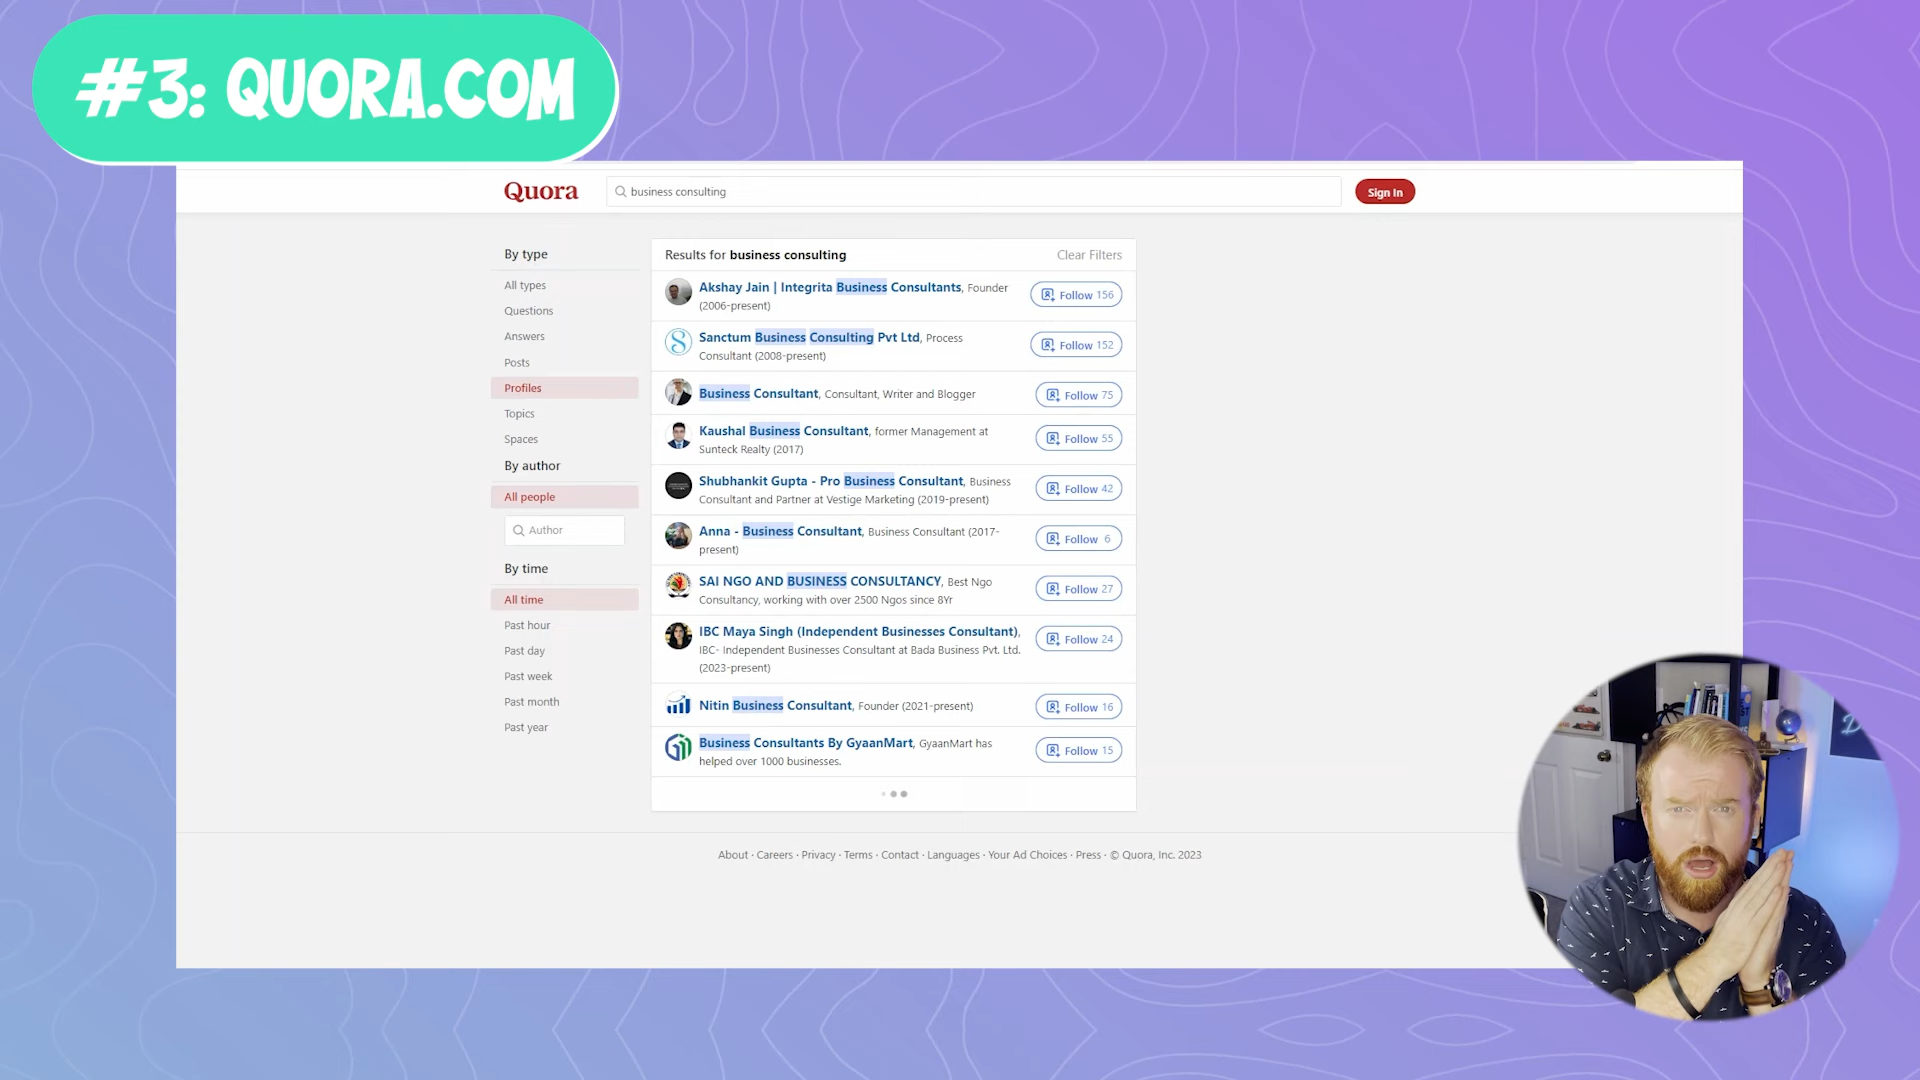 #3: QUORA.COM
Quora
business consulting
Sign In
By type
All types
Questions
Answers
Posts
Profiles
Topics
Spaces
By author
All people
Author
By time
All time
Past hour
Past day
Past week
Past month
Past year
Results for business consulting
Clear Filters
Akshay Jain | Integrita Business Consultants, Founder
(2006-present)
Follow 156
Sanctum Business Consulting Pvt Ltd, Process
Consultant (2008-present)
Follow 152
Business Consultant, Consultant, Writer and Blogger
Follow 75
Kaushal Business Consultant, former Management at
Sunteck Realty (2017)
Follow 55
Shubhankit Gupta - Pro Business Consultant, Business
Consultant and Partner at Vestige Marketing (2019-present)
Follow 42
Anna - Business Consultant, Business Consultant (2017-
present)
Follow 6
SAI NGO AND BUSINESS CONSULTANCY, Best Ngo
Consultancy, working with over 2500 Ngos since 8Yr
Follow 27
IBC Maya Singh (Independent Businesses Consultant),
IBC- Independent Businesses Consultant at Bada Business Pvt. Ltd.
(2023-present)
Follow 24
Nitin Business Consultant, Founder (2021-present)
Follow 16
Business Consultants By GyaanMart, GyaanMart has
helped over 1000 businesses.
Follow 15
About · Careers · Privacy · Terms · Contact · Languages · Your Ad Choices · Press · © Quora, Inc. 2023